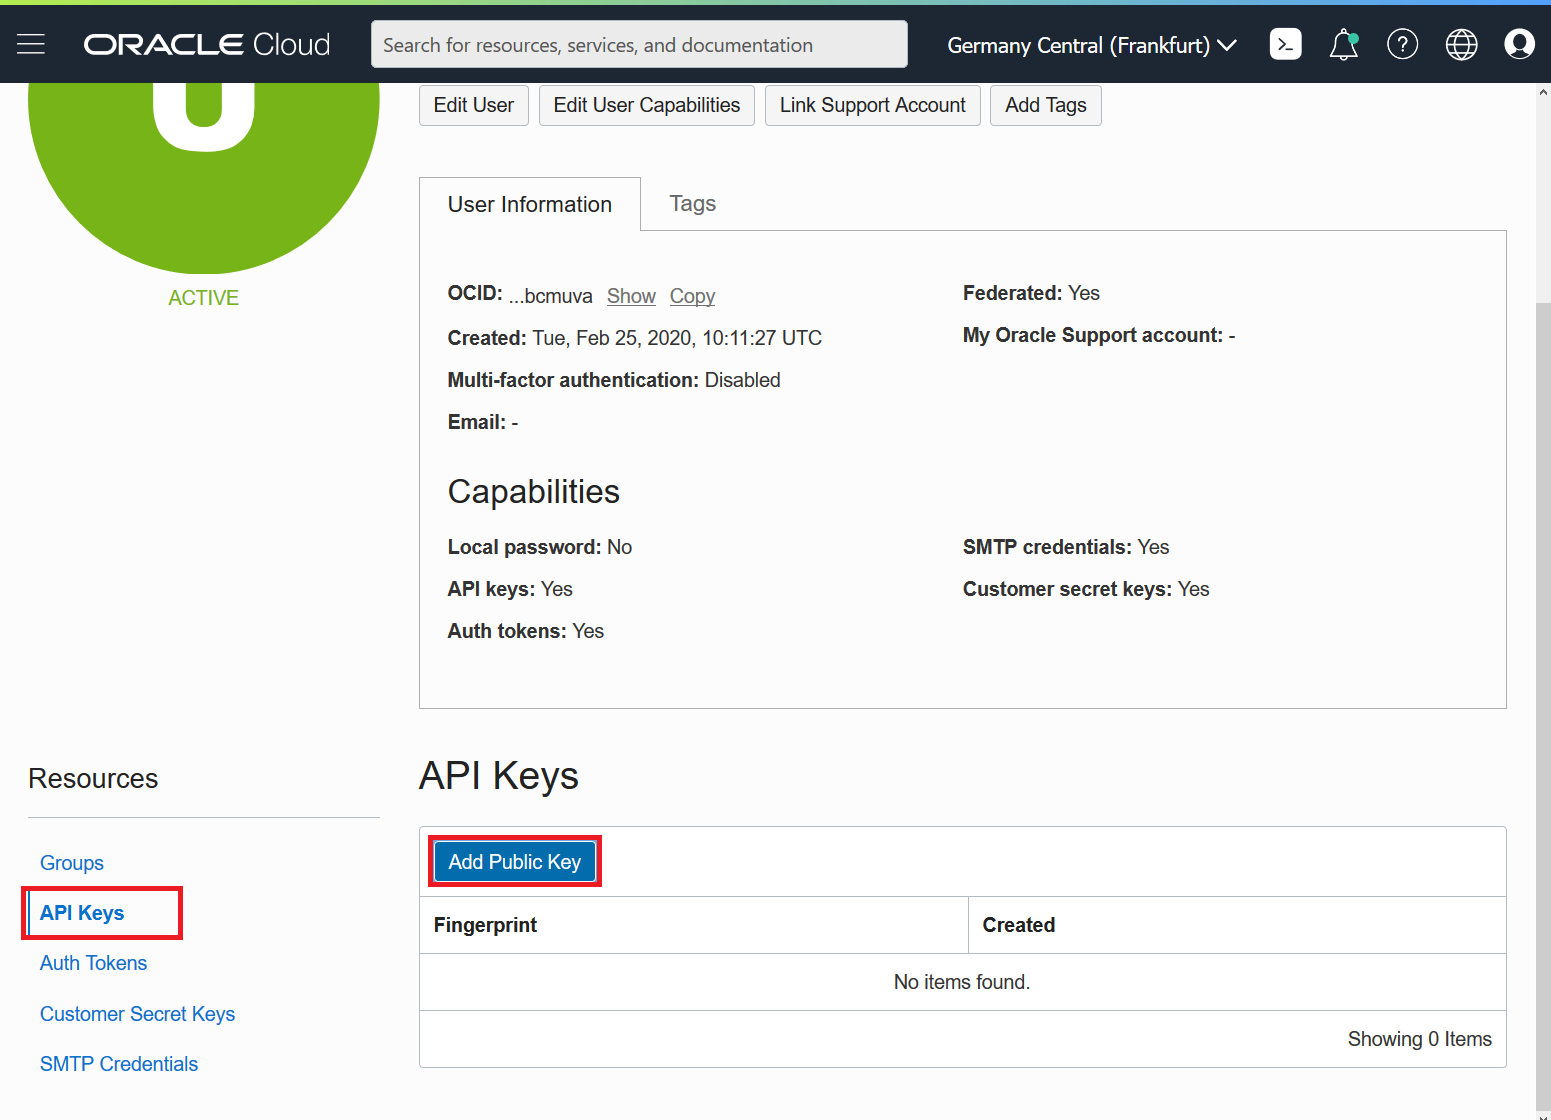 ORACLE Cloud
Search for resources, services, and documentation
Germany Central (Frankfurt)
Edit User
Edit User Capabilities
Link Support Account
Add Tags
ACTIVE
User Information
Tags
OCID: ...bcmuva Show Copy
Federated: Yes
Created: Tue, Feb 25, 2020, 10:11:27 UTC
My Oracle Support account: -
Multi-factor authentication: Disabled
Email: -
Capabilities
Local password: No
SMTP credentials: Yes
API keys: Yes
Customer secret keys: Yes
Auth tokens: Yes
Resources
Groups
API Keys
Auth Tokens
Customer Secret Keys
SMTP Credentials
API Keys
Add Public Key
Fingerprint
Created
No items found.
Showing 0 Items